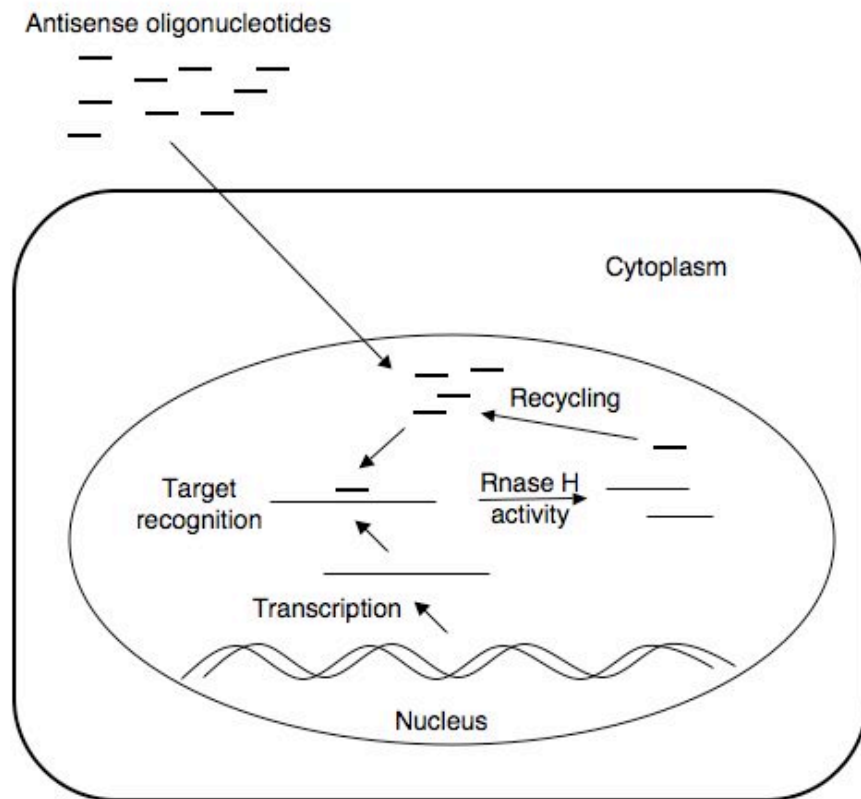 Antisense oligonucleotides
Cytoplasm
Recycling
Target
recognition
Rnase H
activity
Transcription
Nucleus